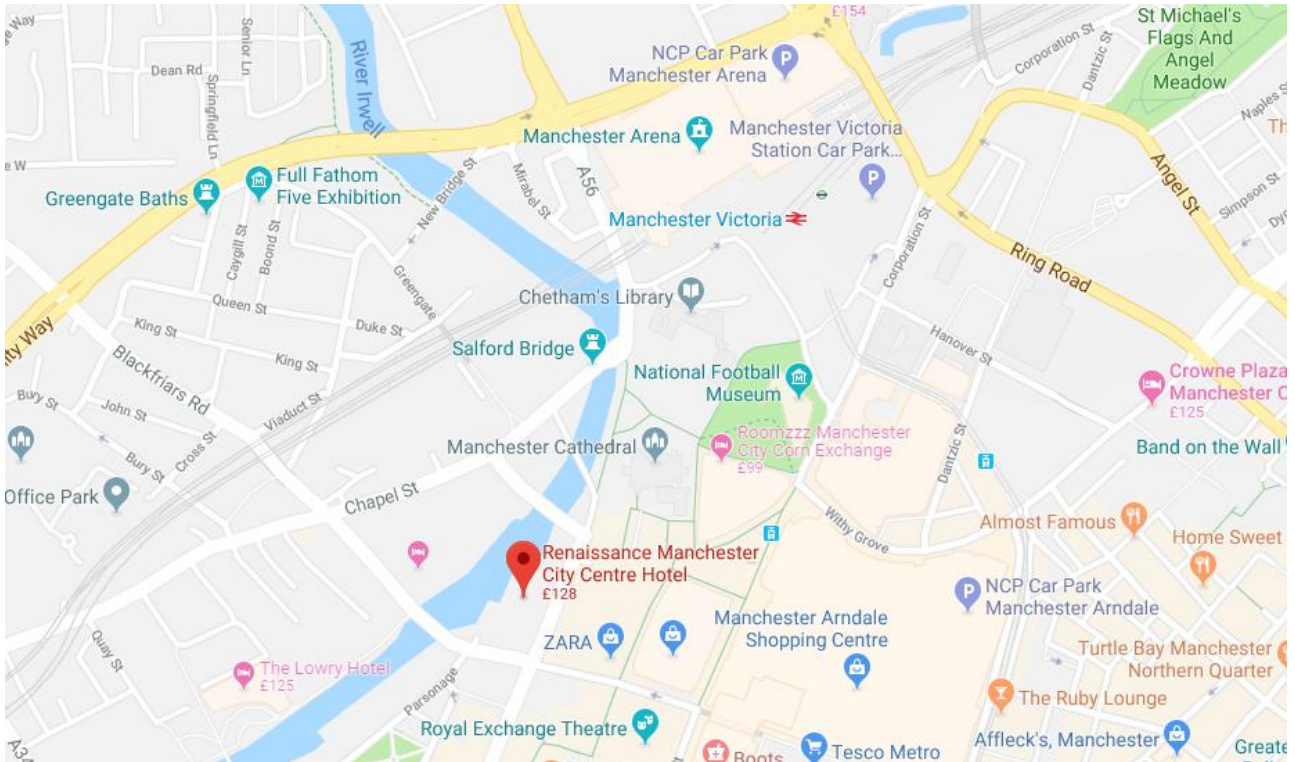 £154
St Michael's
Flags And
Angel
Meadow
NCP Car Park
Manchester Arena
Corporation St
Dantzic St
Way
Senior Ln
Dean Rd
Springfield Ln
River Irwell
Naples St
Th
e W
Manchester Arena
Manchester Victoria
Station Car Park...
Full Fathom
Five Exhibition
Greengate Baths
New Bridge St
Mirabel St
A56
Angel St
Simpson St
Manchester Victoria
Corporation St
Ring Road
Caygill St
Boond St
Greengate
Queen St
Duke St
Chetham's Library
King St
King St
ity Way
Blackfriars Rd
Salford Bridge
Hanover St
National Football
Museum
Crowne Plaza
Manchester C
£125
Bury St
John St
Viaduct St
Cross St
Bury St
Manchester Cathedral
Roomzzz Manchester
City Corn Exchange
£99
Dantzic St
Band on the Wall
Office Park
Chapel St
Withy Grove
Almost Famous
Home Sweet
Renaissance Manchester
City Centre Hotel
£128
NCP Car Park
Manchester Arndale
ZARA
Manchester Arndale
Shopping Centre
Quay St
The Lowry Hotel
£125
Parsonage
Turtle Bay Manchester
Northern Quarter
The Ruby Lounge
Royal Exchange Theatre
Boots
Tesco Metro
Affleck's, Manchester
Greate
A34